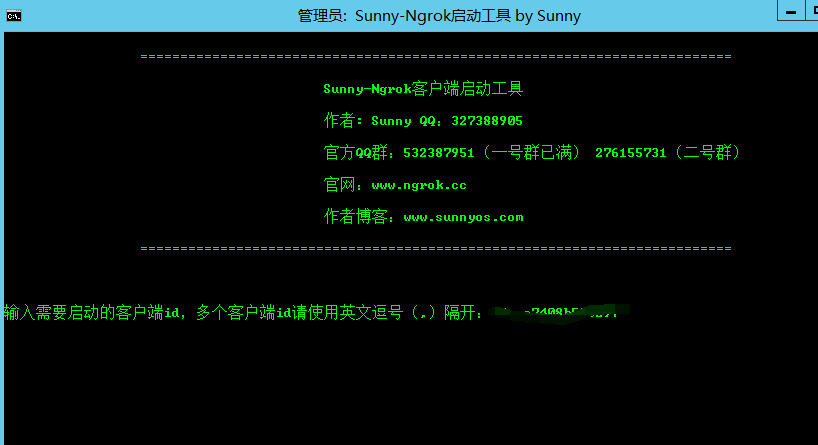 管理员: Sunny-Ngrok启动工具 by Sunny
==========================================================================
Sunny-Ngrok客户端启动工具
作者：Sunny QQ：327388905
官方QQ群：532387951（一号群已满） 276155731（二号群）
官网：www.ngrok.cc
作者博客：www.sunnyos.com
==========================================================================
输入需要启动的客户端id，多个客户端id请使用英文逗号（,）隔开：